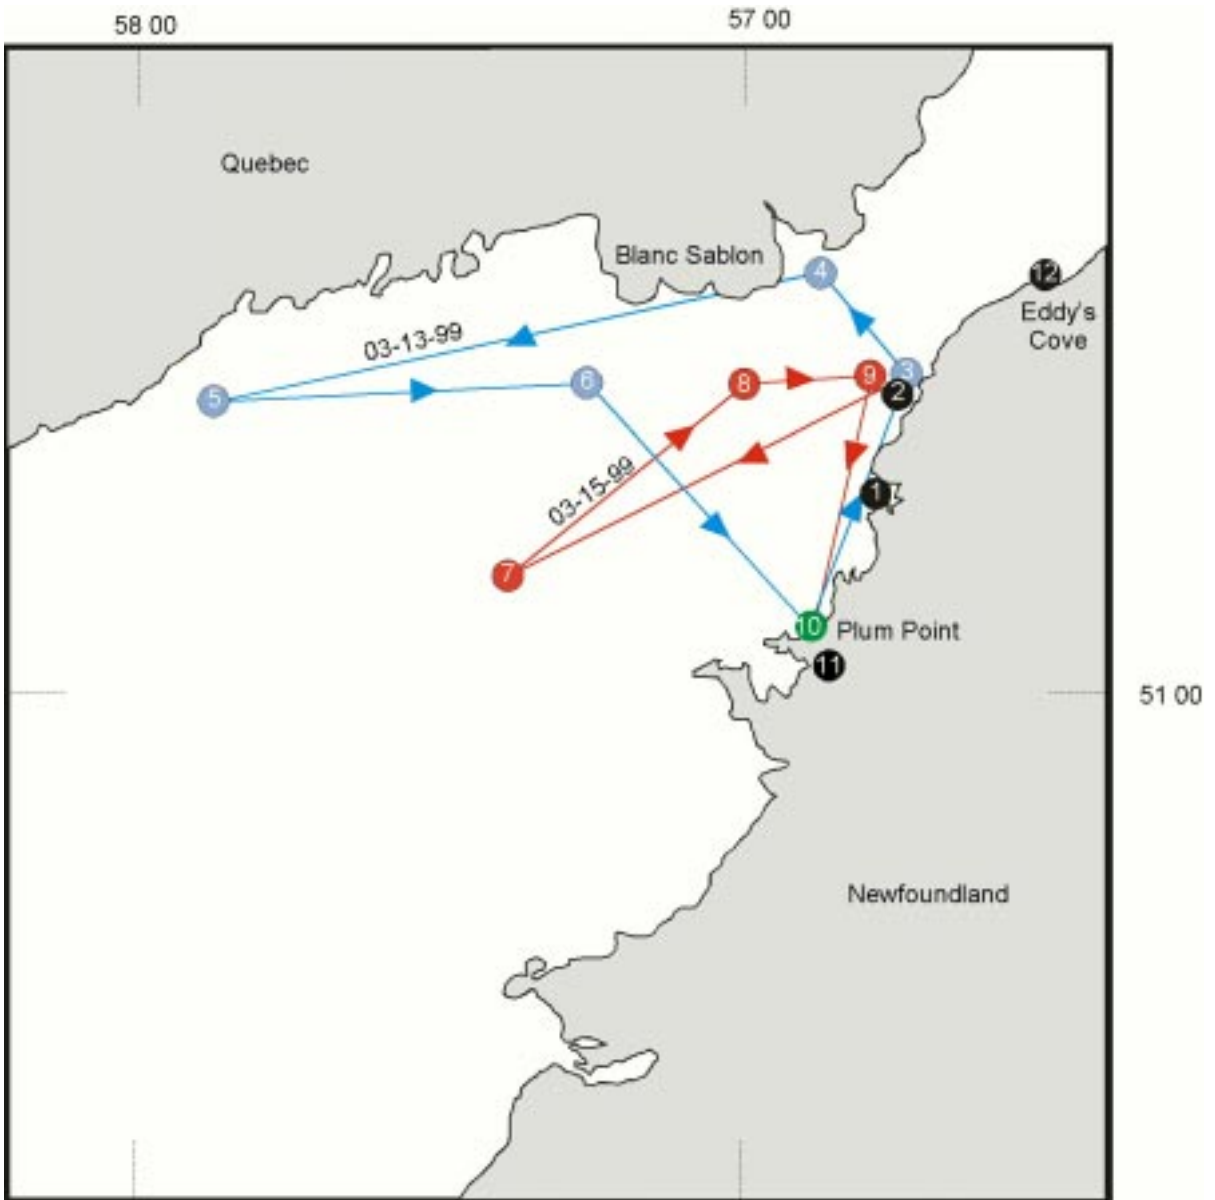 58 00
57 00
Quebec
Blanc Sablon
4
12
Eddy's
Cove
03-13-99
3
9
8
6
5
2
03-15-99
1
7
10
Plum Point
11
51 00
Newfoundland